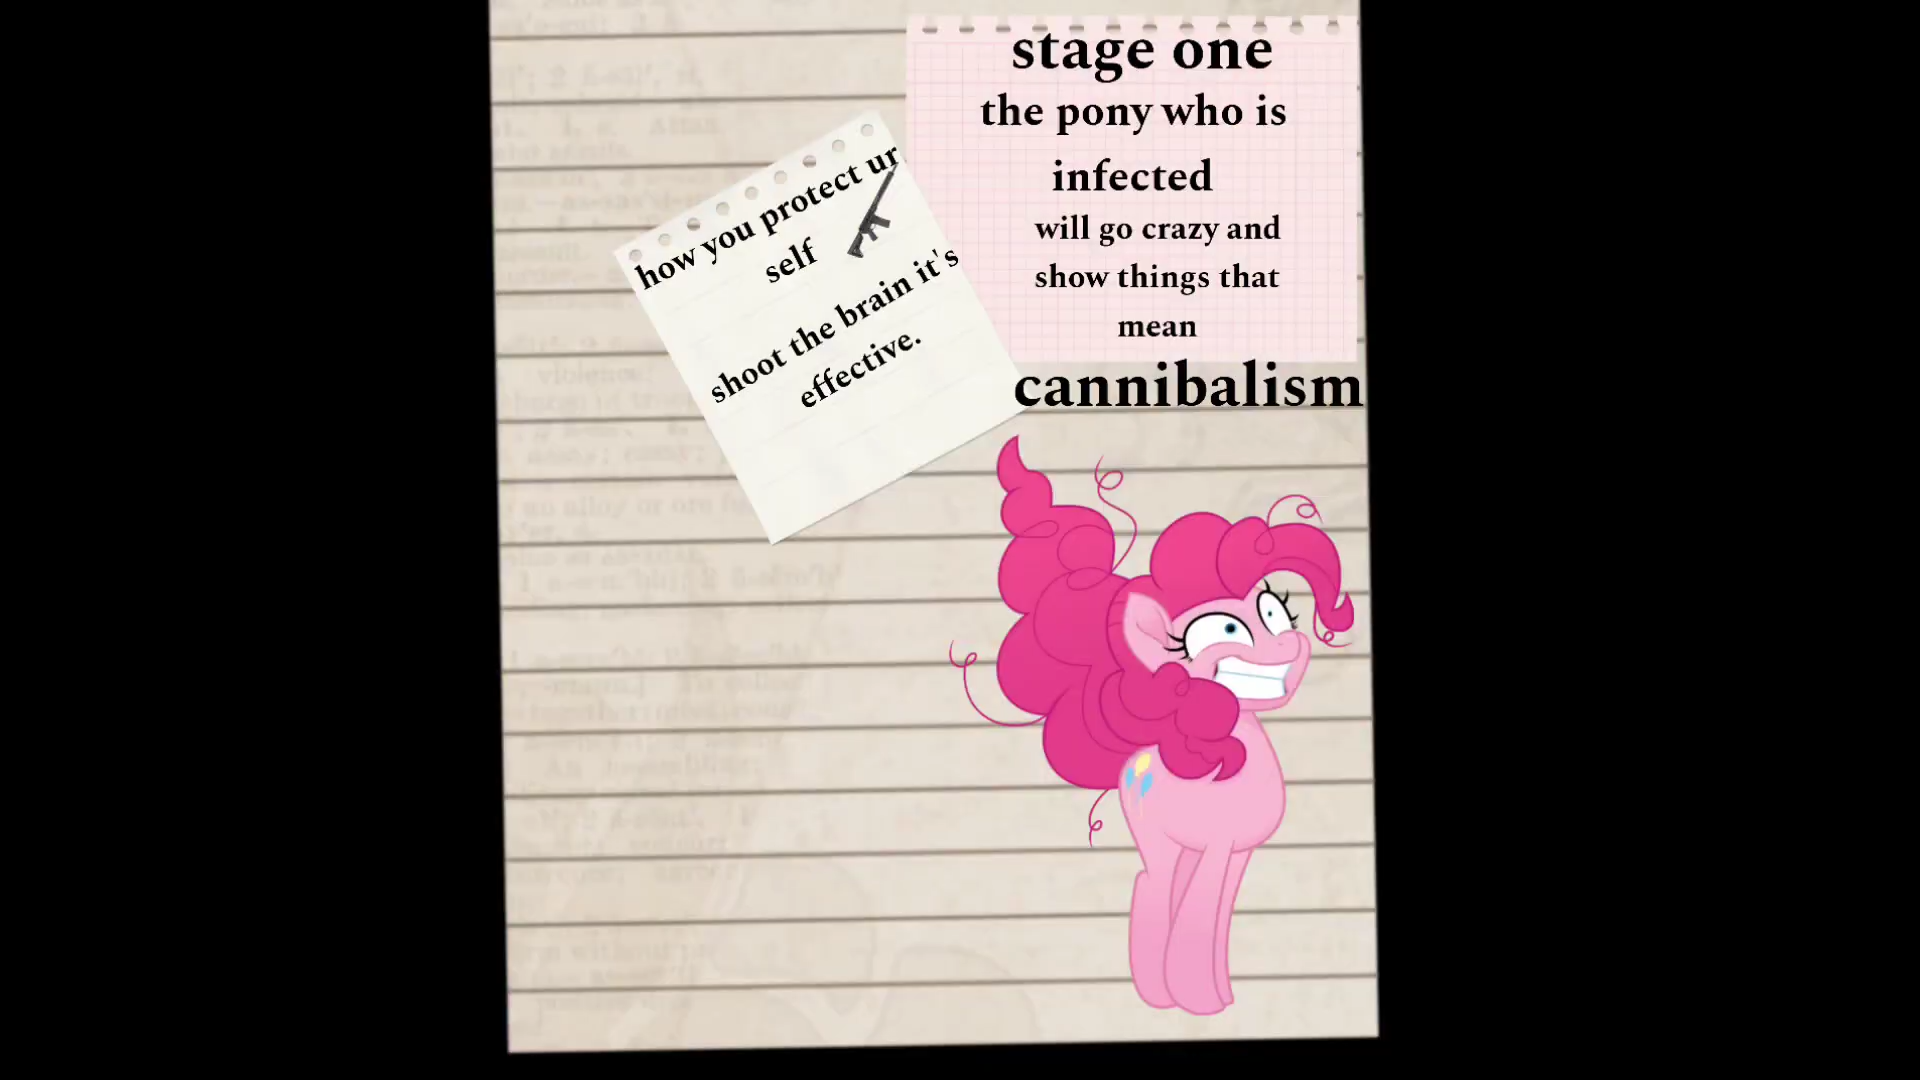 stage one
the pony who is
infected
will go crazy and
show things that
mean
cannibalism
how you protect ur
self
shoot the brain it's
effective.